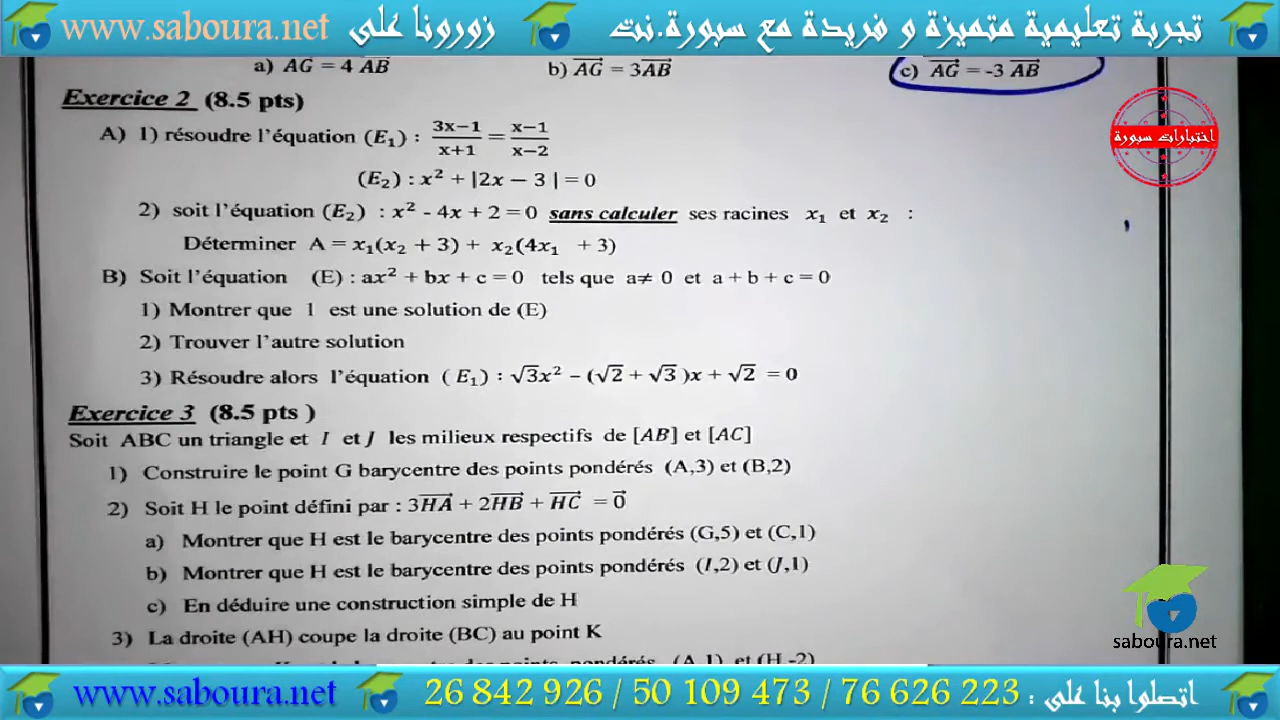 www.saboura.net زورونا على تجربة تعليمية متميزة و فريدة مع سبورة.نت
a) AG = 4 AB b) AG = 3AB c) AG = -3 AB
اختبارات سبورة
Exercice 2 (8.5 pts)
A) 1) résoudre l'équation (E₁) : (3x−1)/(x+1) = (x−1)/(x−2)
(E₂) : x² + |2x − 3 | = 0
2) soit l'équation (E₂) : x² - 4x + 2 = 0 sans calculer ses racines x₁ et x₂ :
Déterminer A = x₁(x₂ + 3) + x₂(4x₁ + 3)
B) Soit l'équation (E) : ax² + bx + c = 0 tels que a≠ 0 et a + b + c = 0
1) Montrer que 1 est une solution de (E)
2) Trouver l'autre solution
3) Résoudre alors l'équation ( E₁) : √3x² − (√2 + √3 )x + √2 = 0
Exercice 3 (8.5 pts )
Soit ABC un triangle et I et J les milieux respectifs de [AB] et [AC]
1) Construire le point G barycentre des points pondérés (A,3) et (B,2)
2) Soit H le point défini par : 3HA + 2HB + HC = 0
a) Montrer que H est le barycentre des points pondérés (G,5) et (C,1)
b) Montrer que H est le barycentre des points pondérés (I,2) et (J,1)
c) En déduire une construction simple de H
3) La droite (AH) coupe la droite (BC) au point K
pondérés (A,1) et (H,-2)
saboura.net
www.saboura.net 26 842 926 / 50 109 473 / 76 626 223 : اتصلوا بنا على